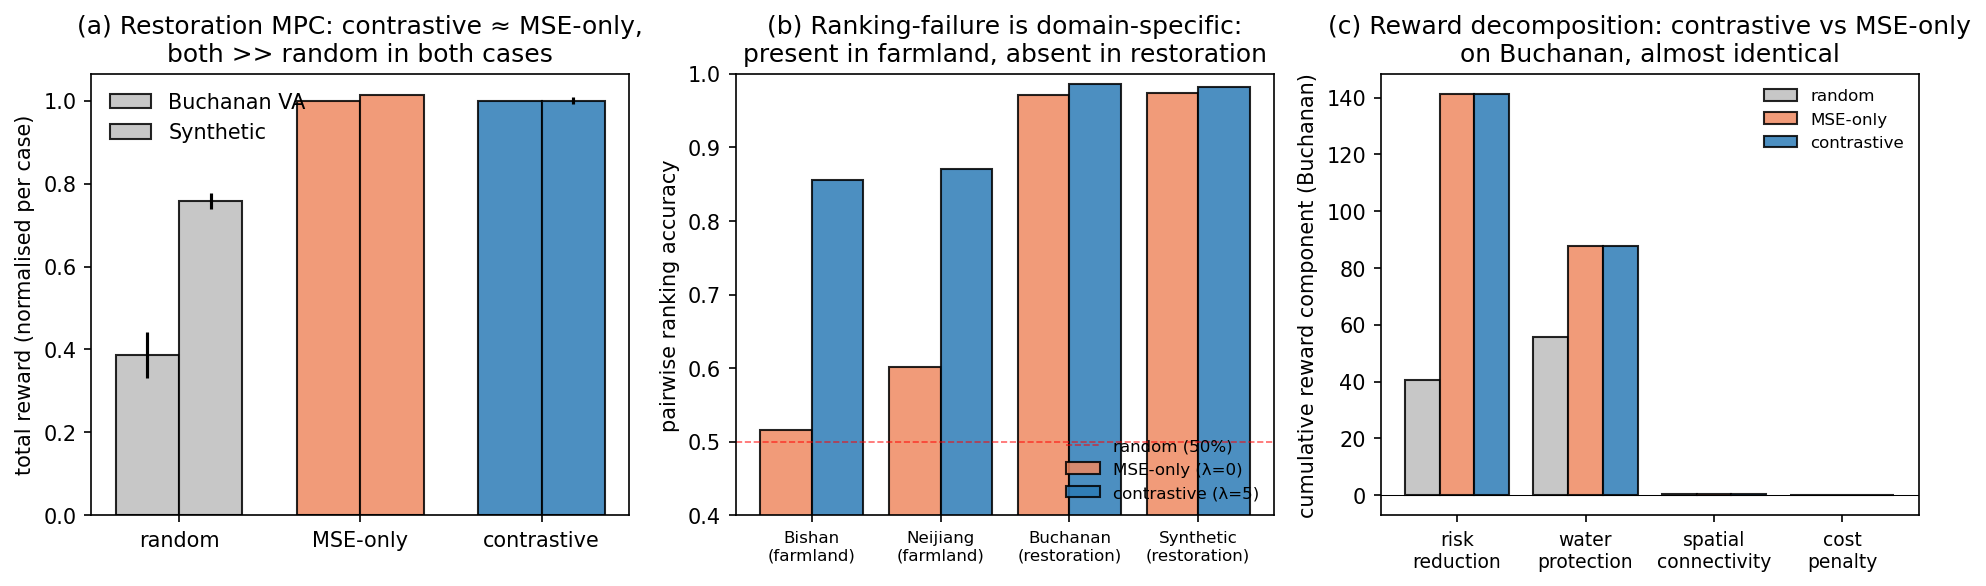 (a) Restoration MPC: contrastive ≈ MSE-only,
both >> random in both cases
total reward (normalised per case)
1.0
0.8
0.6
0.4
0.2
0.0
Buchanan VA
Synthetic
random
MSE-only
contrastive
(b) Ranking-failure is domain-specific:
present in farmland, absent in restoration
pairwise ranking accuracy
1.0
0.9
0.8
0.7
0.6
0.5
0.4
random (50%)
MSE-only (λ=0)
contrastive (λ=5)
Bishan
(farmland)
Neijiang
(farmland)
Buchanan
(restoration)
Synthetic
(restoration)
(c) Reward decomposition: contrastive vs MSE-only
on Buchanan, almost identical
cumulative reward component (Buchanan)
140
120
100
80
60
40
20
0
random
MSE-only
contrastive
risk
reduction
water
protection
spatial
connectivity
cost
penalty